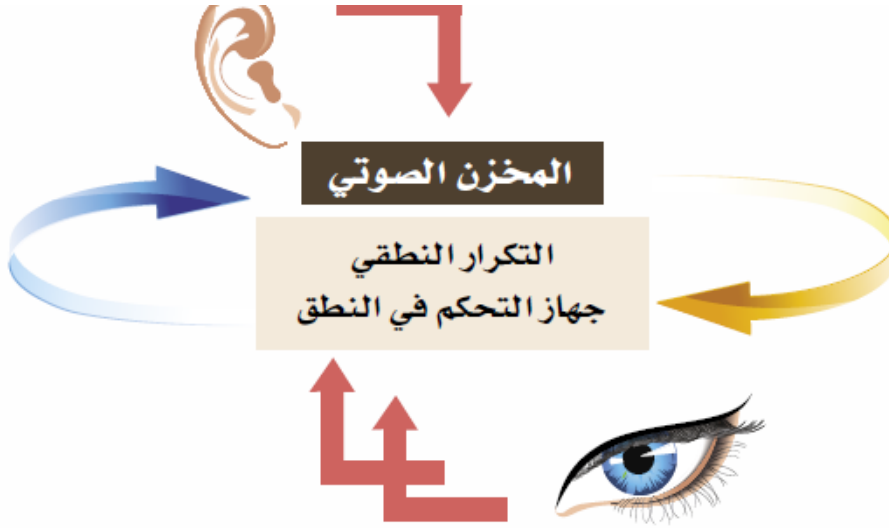 المخزن الصوتي
التكرار النطقي
جهاز التحكم في النطق